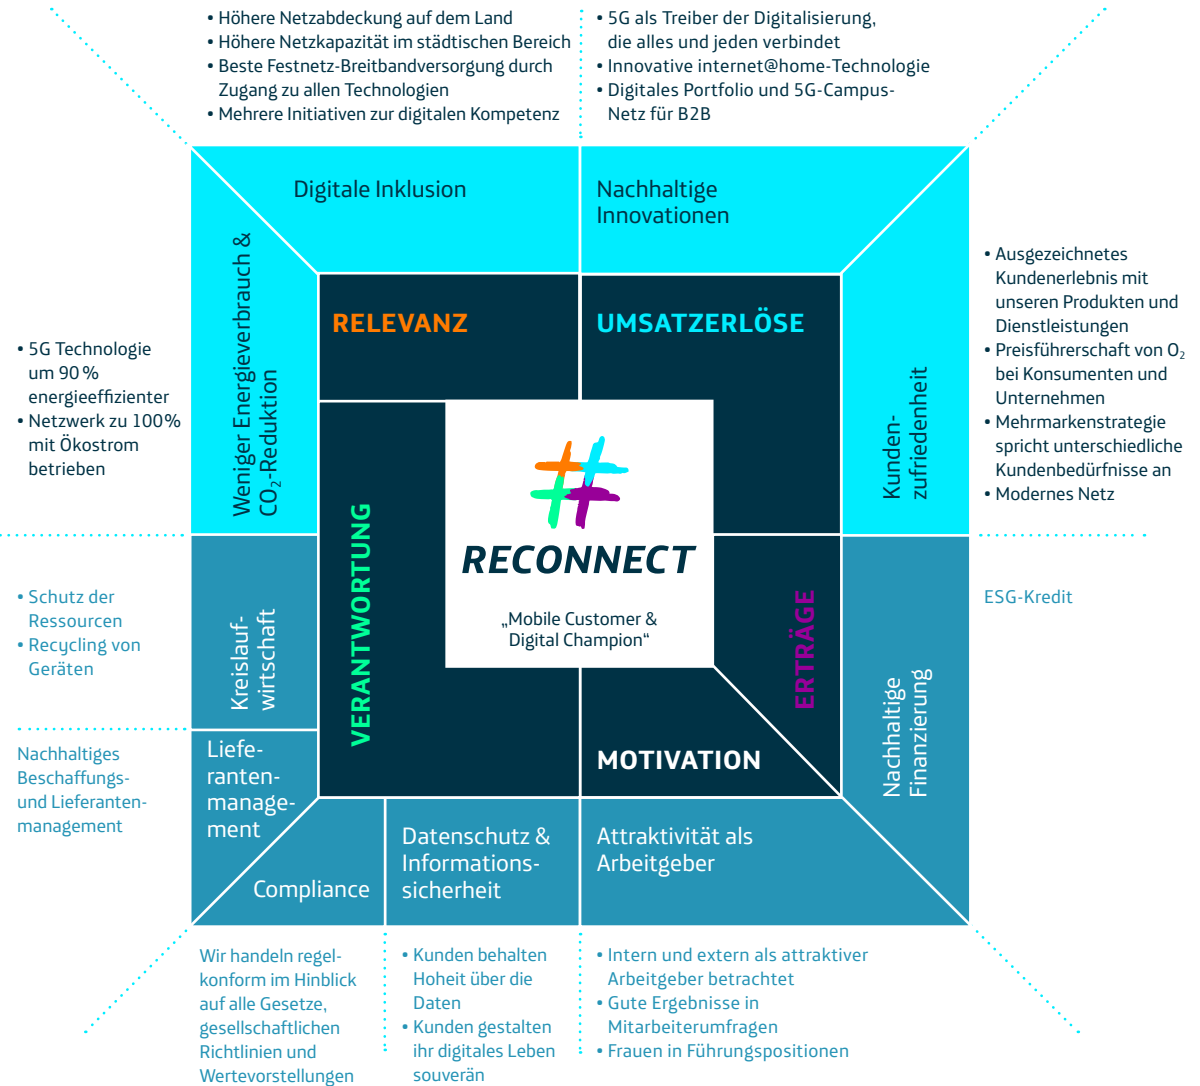 • Höhere Netzabdeckung auf dem Land
• Höhere Netzkapazität im städtischen Bereich
• Beste Festnetz-Breitbandversorgung durch
Zugang zu allen Technologien
• Mehrere Initiativen zur digitalen Kompetenz
• 5G als Treiber der Digitalisierung,
die alles und jeden verbindet
• Innovative internet@home-Technologie
• Digitales Portfolio und 5G-Campus-
Netz für B2B
Digitale Inklusion
Nachhaltige
Innovationen
Weniger Energieverbrauch &
CO₂-Reduktion
• 5G Technologie
um 90 %
energieeffizienter
• Netzwerk zu 100%
mit Ökostrom
betrieben
RELEVANZ
UMSATZERLÖSE
Kunden-
zufriedenheit
• Ausgezeichnetes
Kundenerlebnis mit
unseren Produkten und
Dienstleistungen
• Preisführerschaft von O₂
bei Konsumenten und
Unternehmen
• Mehrmarkenstrategie
spricht unterschiedliche
Kundenbedürfnisse an
• Modernes Netz
RECONNECT
„Mobile Customer &
Digital Champion“
VERANTWORTUNG
ERTRÄGE
MOTIVATION
Kreislauf-
wirtschaft
• Schutz der
Ressourcen
• Recycling von
Geräten
Nachhaltige
Finanzierung
ESG-Kredit
Liefe-
ranten-
manage-
ment
Nachhaltiges
Beschaffungs-
und Lieferanten-
management
Compliance
Datenschutz &
Informations-
sicherheit
Attraktivität als
Arbeitgeber
Wir handeln regel-
konform im Hinblick
auf alle Gesetze,
gesellschaftlichen
Richtlinien und
Wertevorstellungen
• Kunden behalten
Hoheit über die
Daten
• Kunden gestalten
ihr digitales Leben
souverän
• Intern und extern als attraktiver
Arbeitgeber betrachtet
• Gute Ergebnisse in
Mitarbeiterumfragen
• Frauen in Führungspositionen